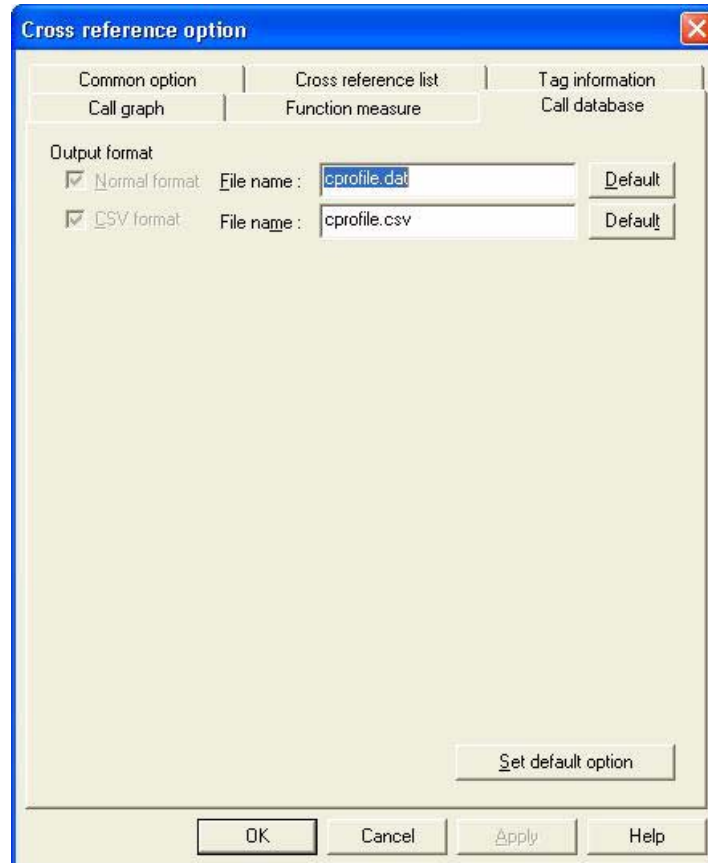 Cross reference option
Common option Cross reference list Tag information
Call graph Function measure Call database
Output format
Normal format File name : cprofile.dat Default
CSV format File name : cprofile.csv Default
Set default option
OK Cancel Apply Help